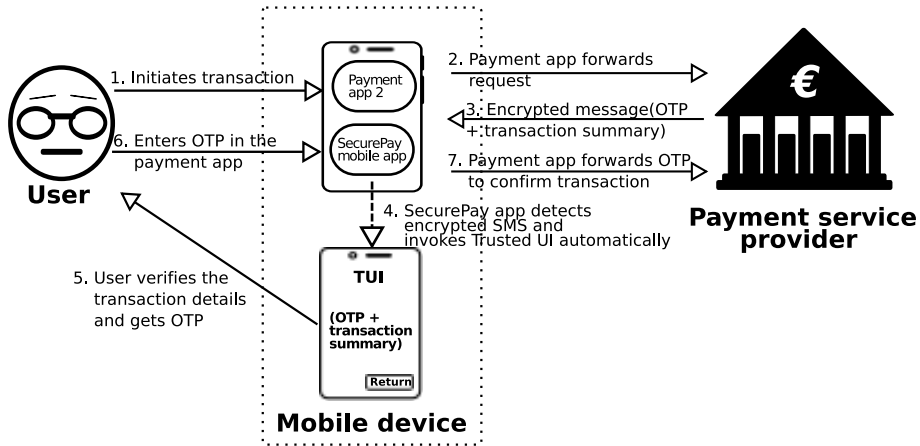 1. Initiates transaction
Payment
app 2
2. Payment app forwards
request
€
3. Encrypted message(OTP
+ transaction summary)
6. Enters OTP in the
payment app
SecurePay
mobile app
7. Payment app forwards OTP
to confirm transaction
User
Payment service
provider
4. SecurePay app detects
encrypted SMS and
invokes Trusted UI automatically
5. User verifies the
transaction details
and gets OTP
TUI
(OTP +
transaction
summary)
Return
Mobile device